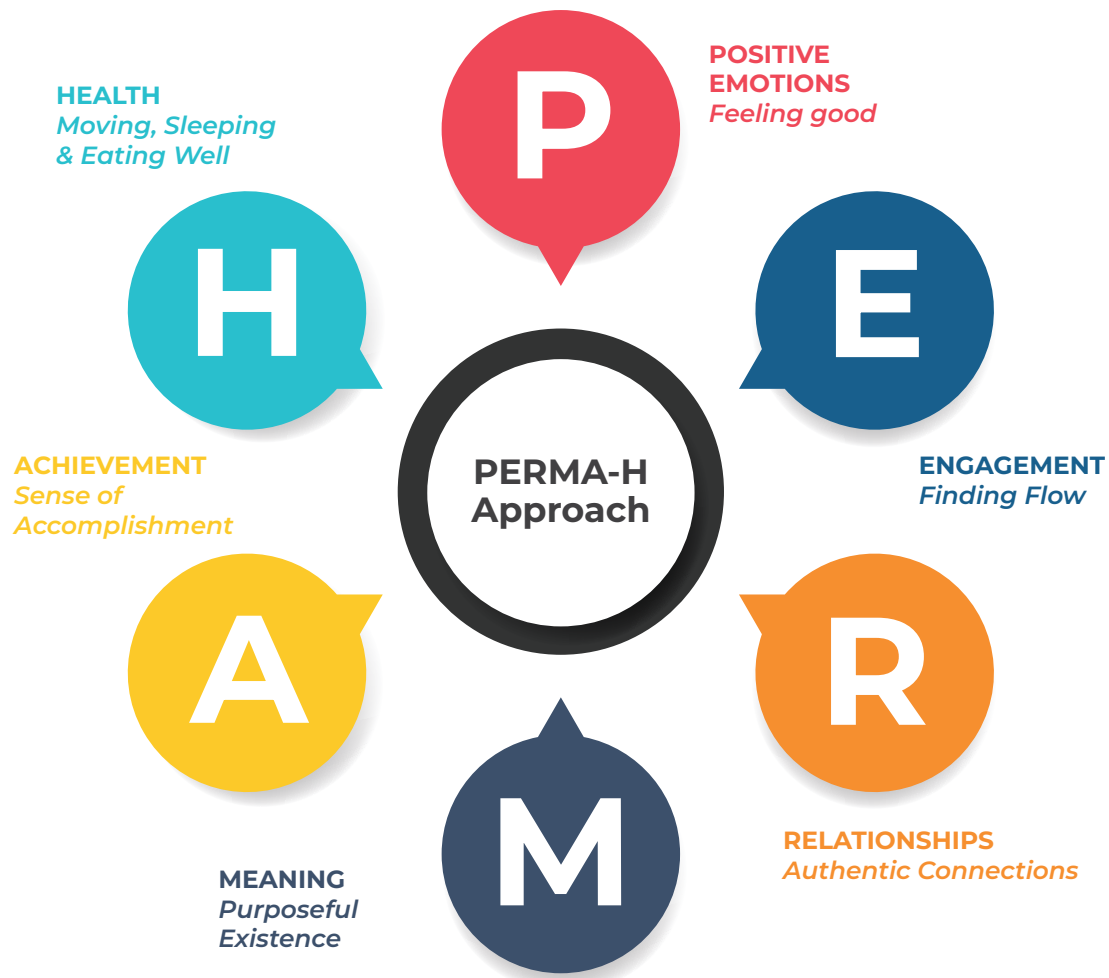 P
POSITIVE
EMOTIONS
Feeling good
E
ENGAGEMENT
Finding Flow
R
RELATIONSHIPS
Authentic Connections
M
MEANING
Purposeful
Existence
A
ACHIEVEMENT
Sense of
Accomplishment
H
HEALTH
Moving, Sleeping
& Eating Well
PERMA-H
Approach